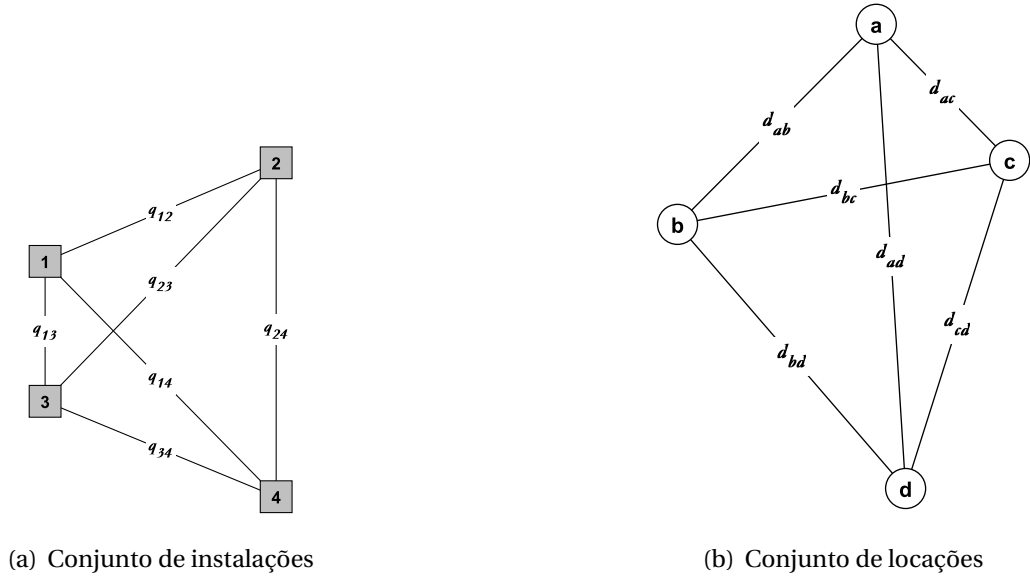 2
q12
1
q23
q13
q24
q14
3
q34
4
(a) Conjunto de instalações
a
dac
dab
c
dbc
b
dad
dcd
dbd
d
(b) Conjunto de locações